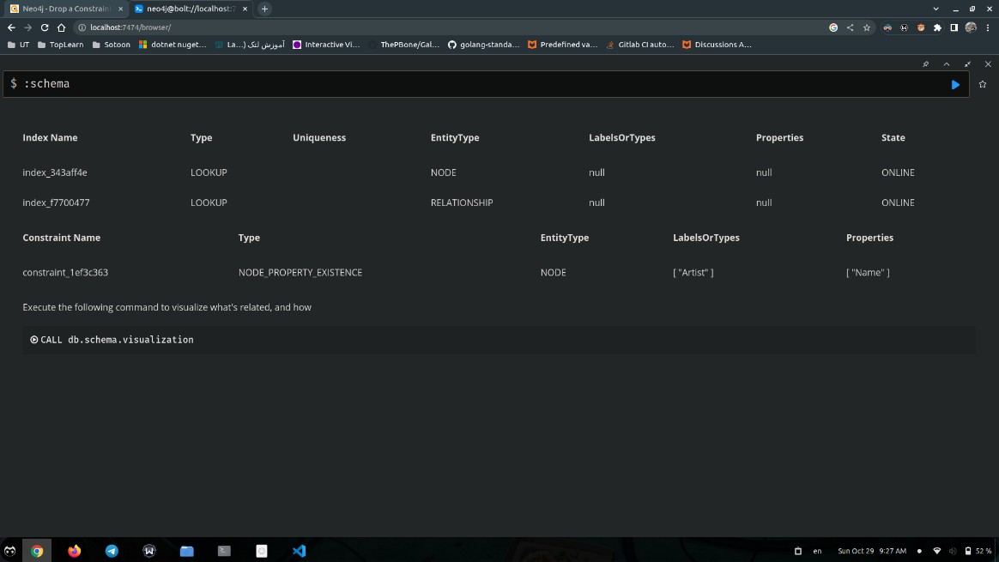 Neo4j - Drop a Constraint
neo4j@bolt://localhost:7
localhost:7474/browser/
UT TopLearn Sotoon dotnet nuget… آموزش لتک (La… Interactive Vi… ThePBone/Gal… golang-standa… Predefined va… Gitlab CI auto… Discussions A…
$ :schema
Index Name Type Uniqueness EntityType LabelsOrTypes Properties State
index_343aff4e LOOKUP NODE null null ONLINE
index_f7700477 LOOKUP RELATIONSHIP null null ONLINE
Constraint Name Type EntityType LabelsOrTypes Properties
constraint_1ef3c363 NODE_PROPERTY_EXISTENCE NODE [ "Artist" ] [ "Name" ]
Execute the following command to visualize what's related, and how
CALL db.schema.visualization
en Sun Oct 29 9:27 AM 52 %